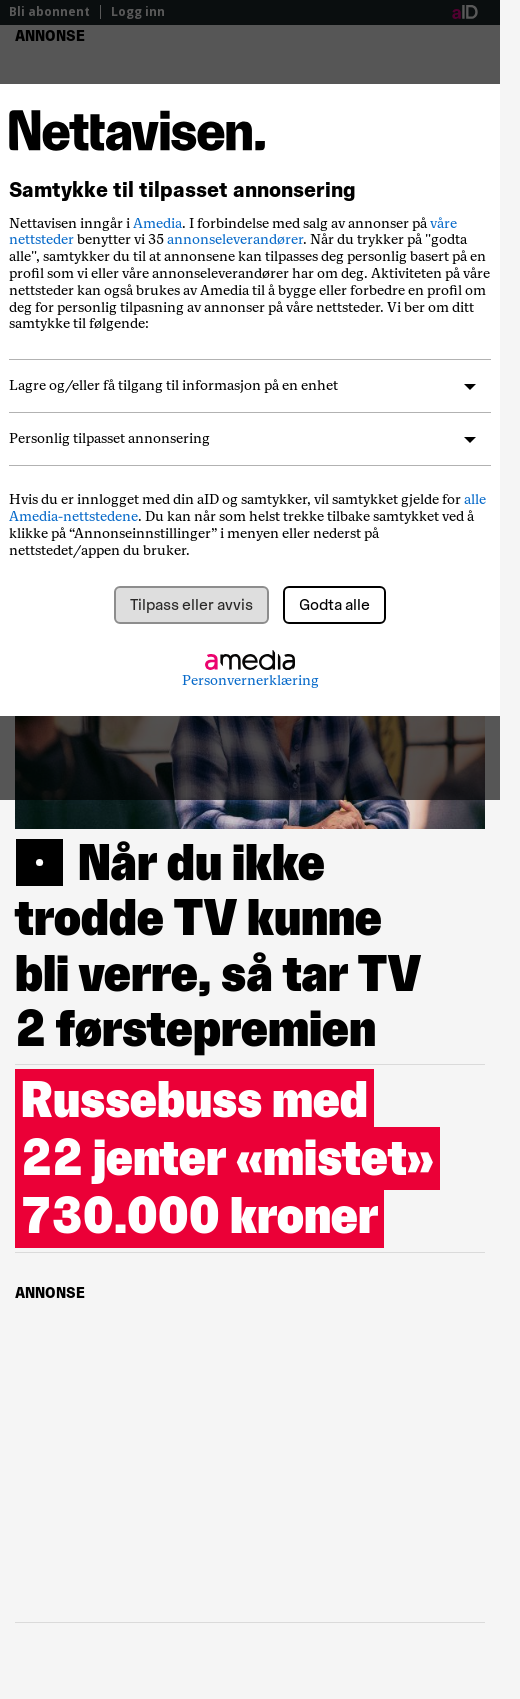 Bli abonnent
Logg inn
aID
ANNONSE
Nettavisen.
Samtykke til tilpasset annonsering
Nettavisen inngår i Amedia. I forbindelse med salg av annonser på våre
nettsteder benytter vi 35 annonseleverandører. Når du trykker på "godta
alle", samtykker du til at annonsene kan tilpasses deg personlig basert på en
profil som vi eller våre annonseleverandører har om deg. Aktiviteten på våre
nettsteder kan også brukes av Amedia til å bygge eller forbedre en profil om
deg for personlig tilpasning av annonser på våre nettsteder. Vi ber om ditt
samtykke til følgende:
Lagre og/eller få tilgang til informasjon på en enhet
Personlig tilpasset annonsering
Hvis du er innlogget med din aID og samtykker, vil samtykket gjelde for alle
Amedia-nettstedene. Du kan når som helst trekke tilbake samtykket ved å
klikke på “Annonseinnstillinger” i menyen eller nederst på
nettstedet/appen du bruker.
Tilpass eller avvis
Godta alle
amedia
Personvernerklæring
Når du ikke
trodde TV kunne
bli verre, så tar TV
2 førstepremien
Russebuss med
22 jenter «mistet»
730.000 kroner
ANNONSE